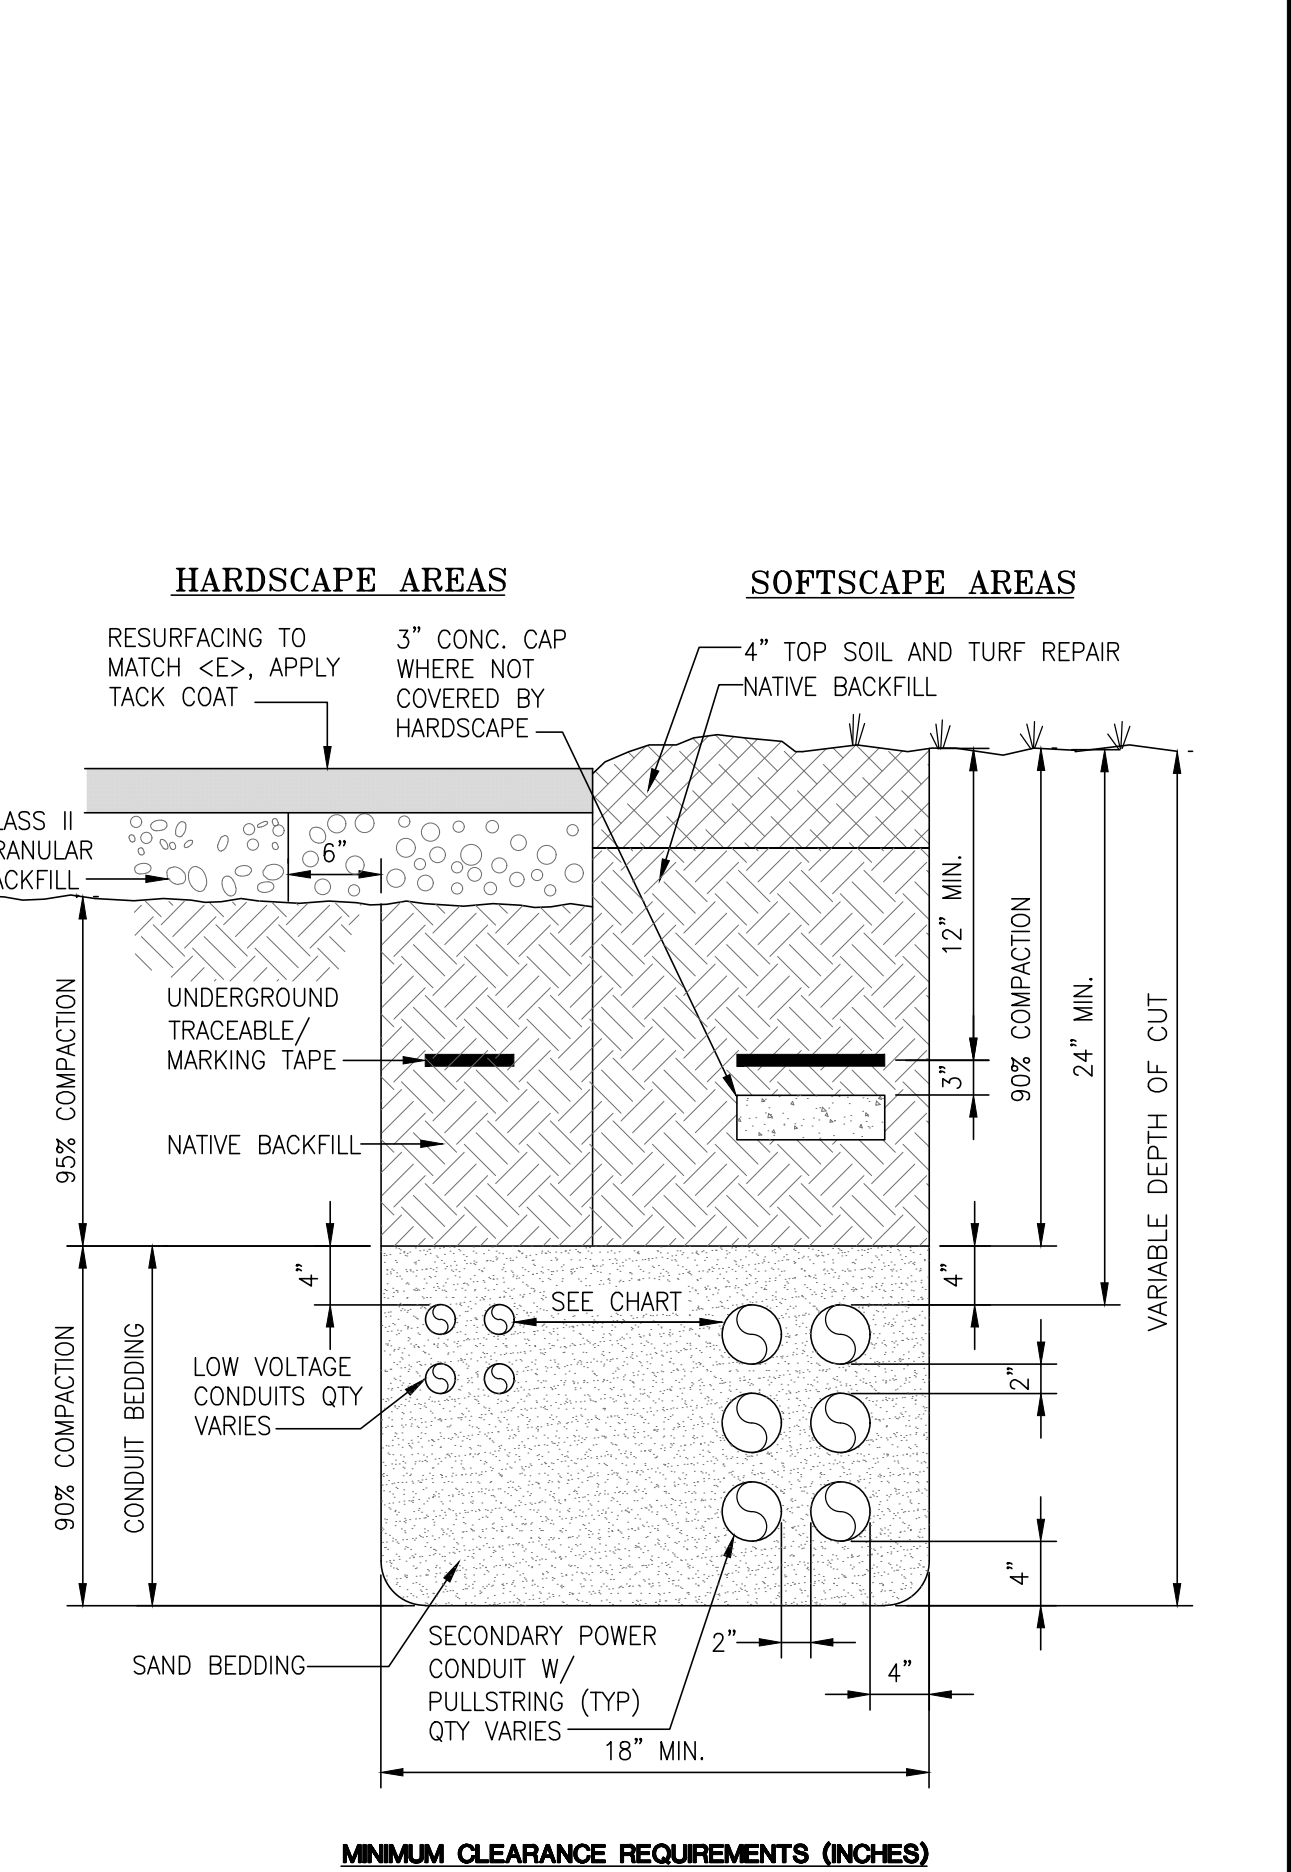 HARDSCAPE AREAS
SOFTSCAPE AREAS
RESURFACING TO
MATCH <E>, APPLY
TACK COAT
3" CONC. CAP
WHERE NOT
COVERED BY
HARDSCAPE
4" TOP SOIL AND TURF REPAIR
NATIVE BACKFILL
LASS II
RANULAR
ACKFILL
6"
12" MIN.
3"
90% COMPACTION
24" MIN.
VARIABLE DEPTH OF CUT
95% COMPACTION
UNDERGROUND
TRACEABLE/
MARKING TAPE
NATIVE BACKFILL
4"
SEE CHART
4"
2"
4"
90% COMPACTION
CONDUIT BEDDING
LOW VOLTAGE
CONDUITS QTY
VARIES
SAND BEDDING
SECONDARY POWER
CONDUIT W/
PULLSTRING (TYP)
QTY VARIES
2"
4"
18" MIN.
MINIMUM CLEARANCE REQUIREMENTS (INCHES)